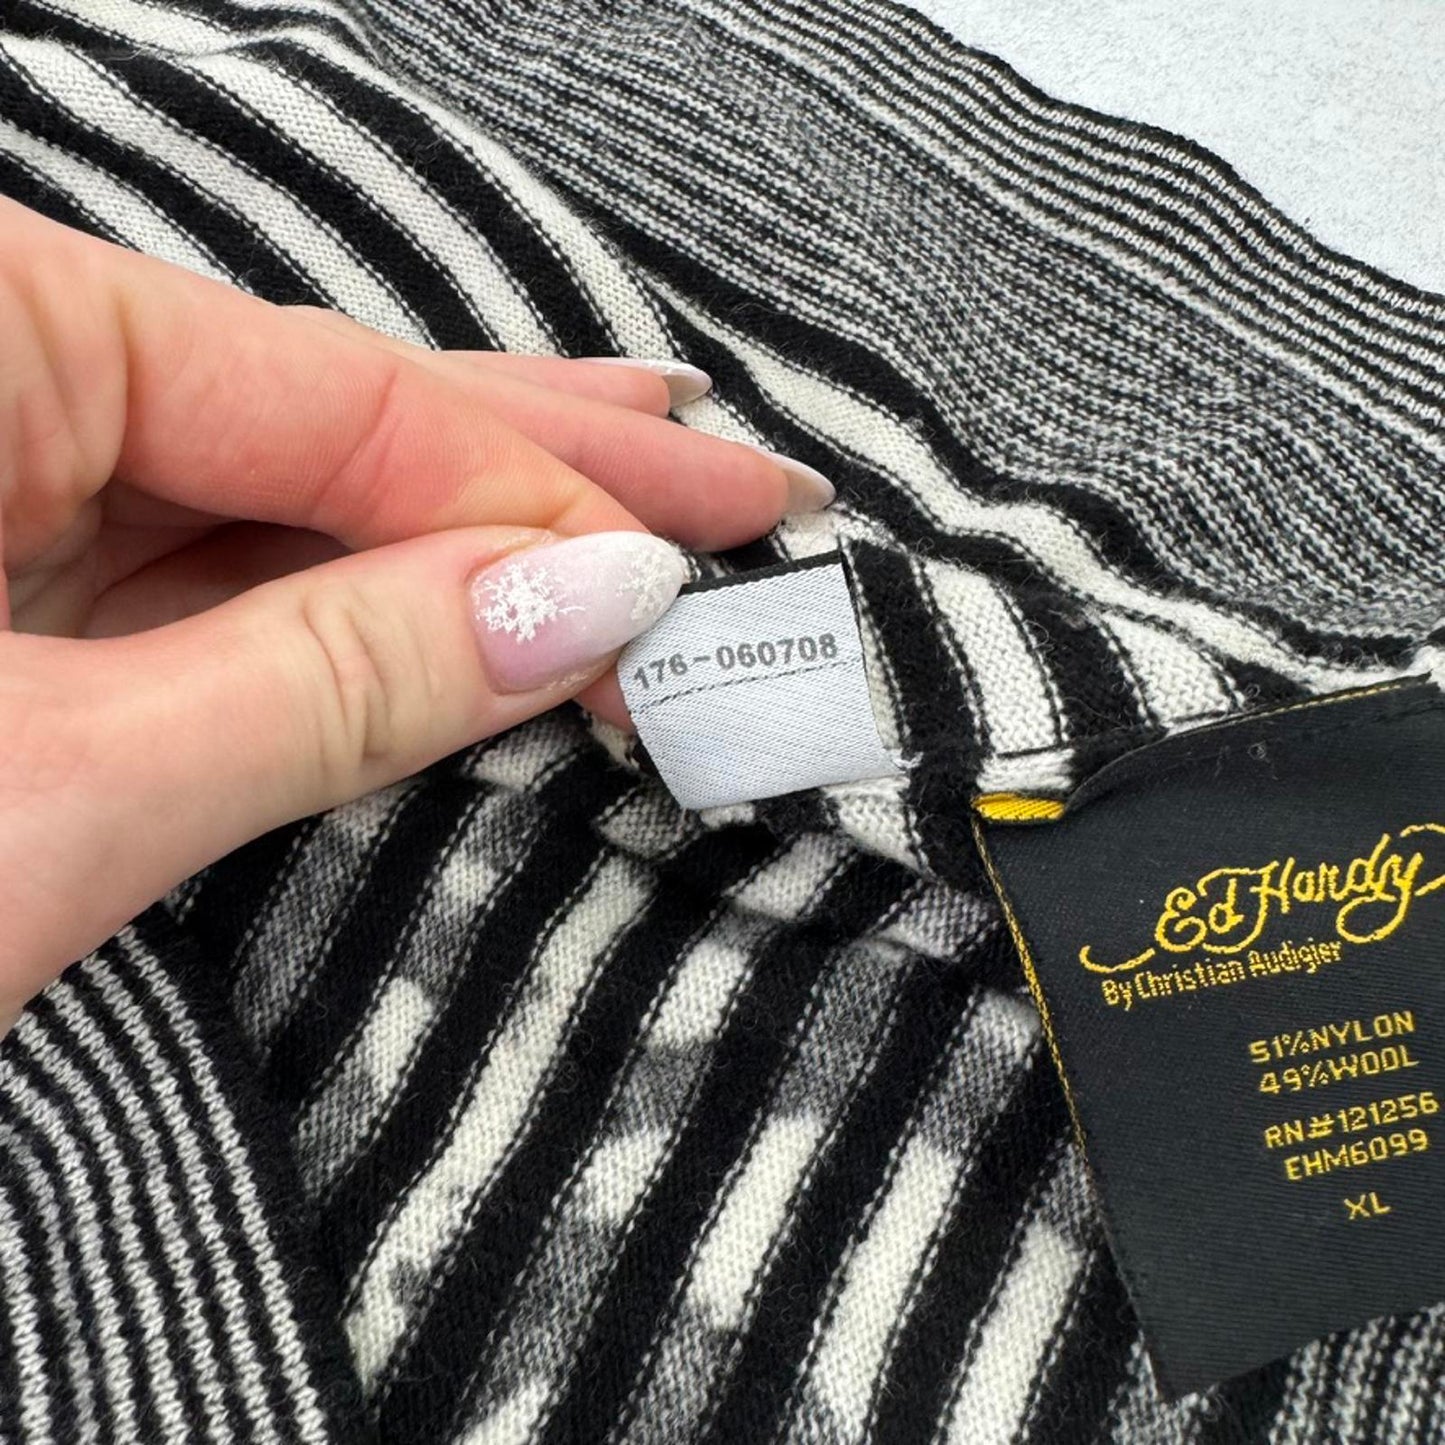 176-060708
Ed Hardy
By Christian Audigier
51%NYLON
49%WOOL
RN#121256
EHM6099
XL